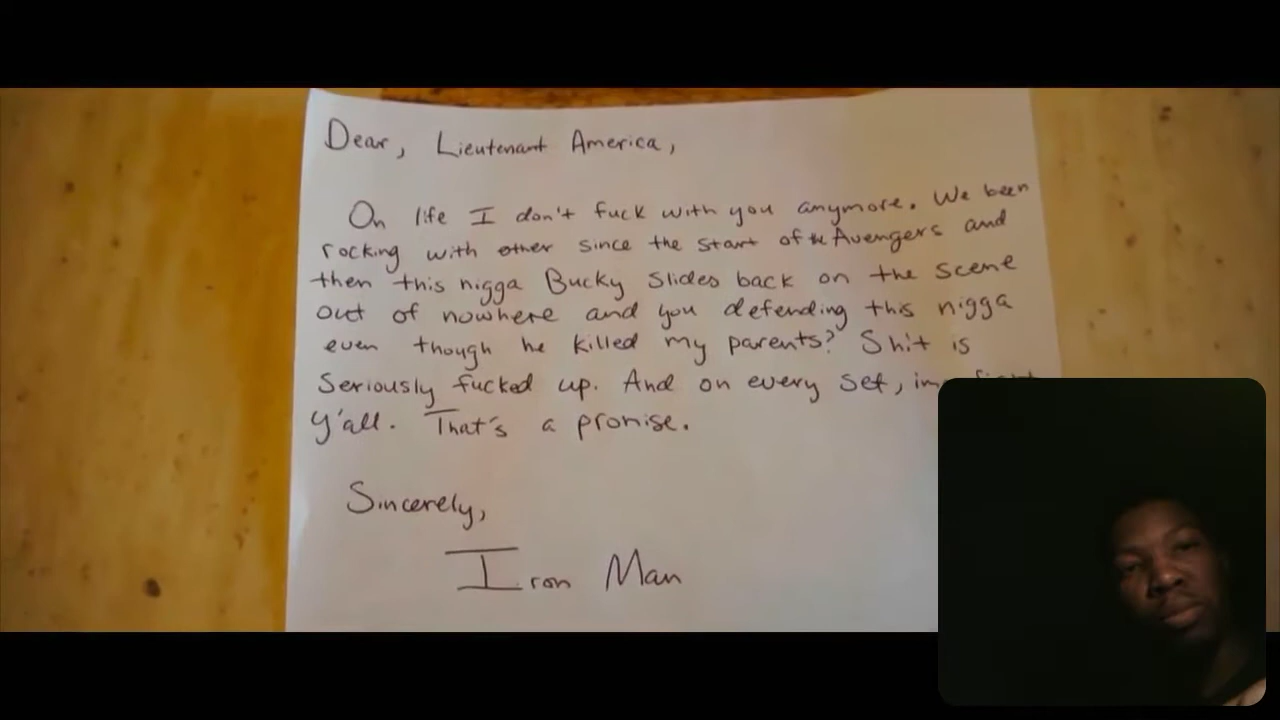 Dear, Lieutenant America,
On life I don't fuck with you anymore. We been
rocking with other since the start of the Avengers and
then this nigga Bucky slides back on the scene
out of nowhere and you defending this nigga
even though he killed my parents? Shit is
seriously fucked up. And on every set,
y'all. That's a promise.
Sincerely,
Iron Man